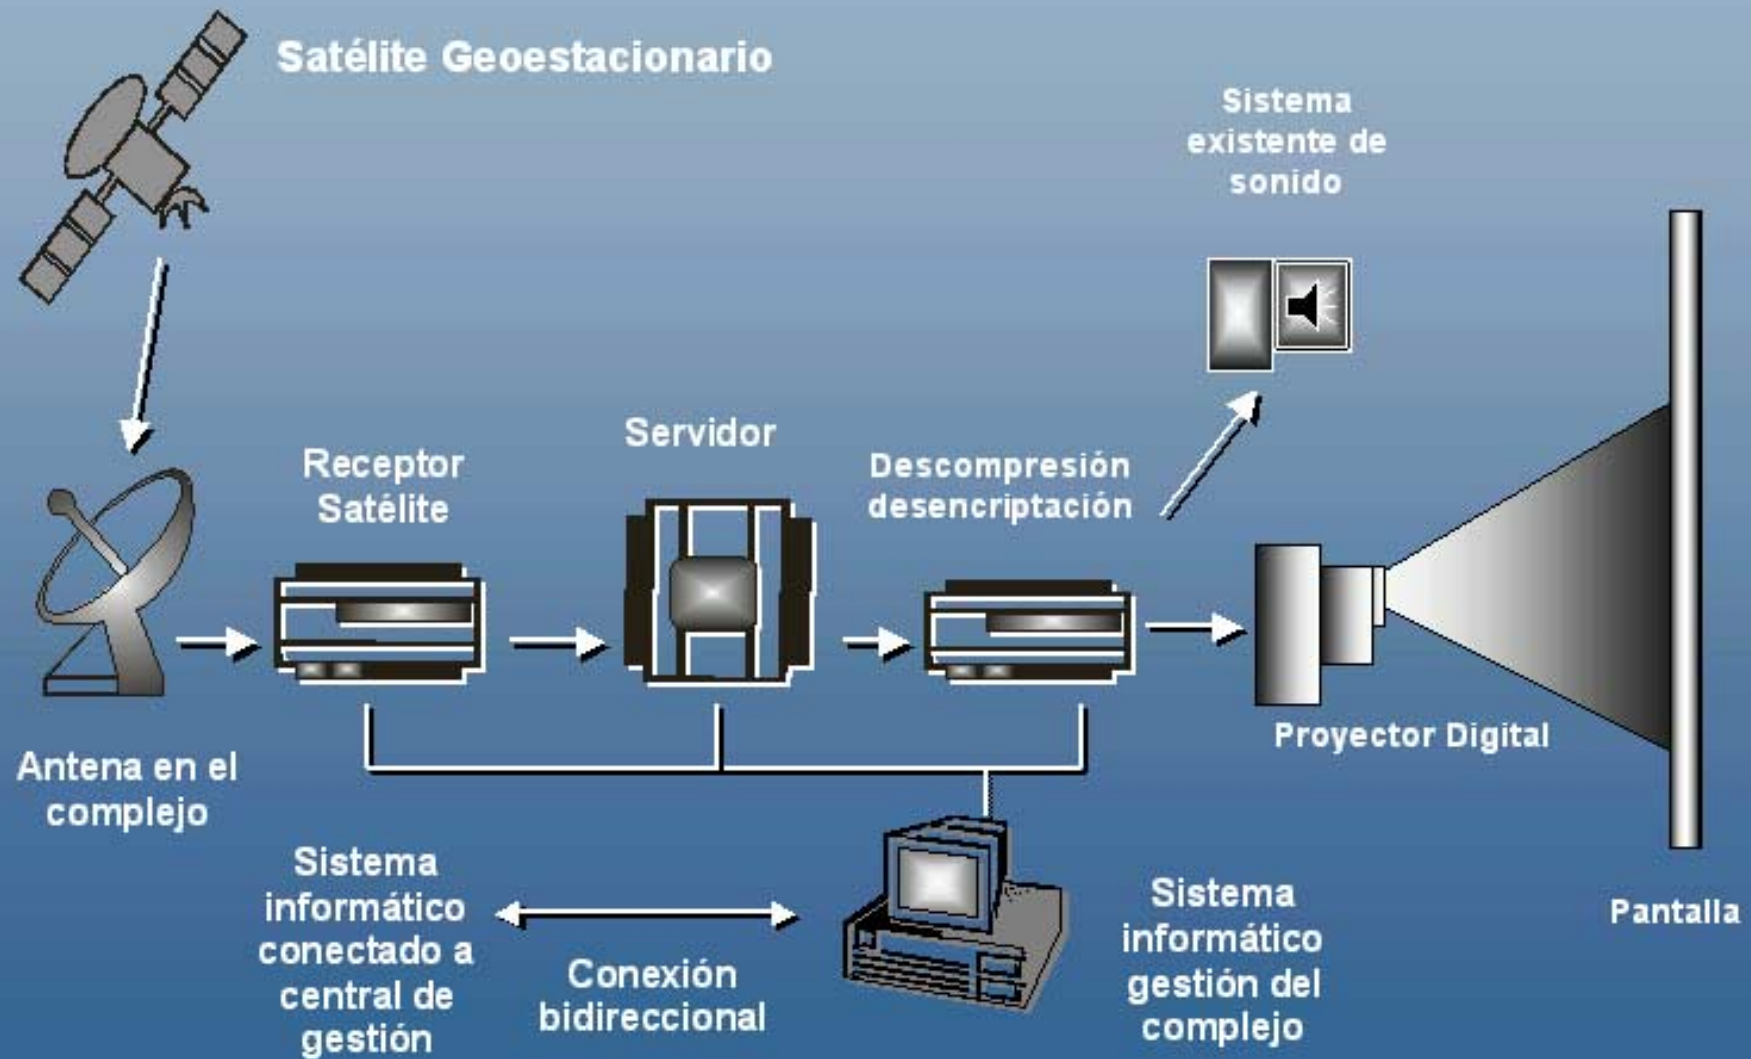 Satélite Geoestacionario
Sistema
existente de
sonido
Servidor
Receptor
Satélite
Descompresión
desencriptación
Proyector Digital
Antena en el
complejo
Sistema
informático
conectado a
central de
gestión
Conexión
bidireccional
Sistema
informático
gestión del
complejo
Pantalla